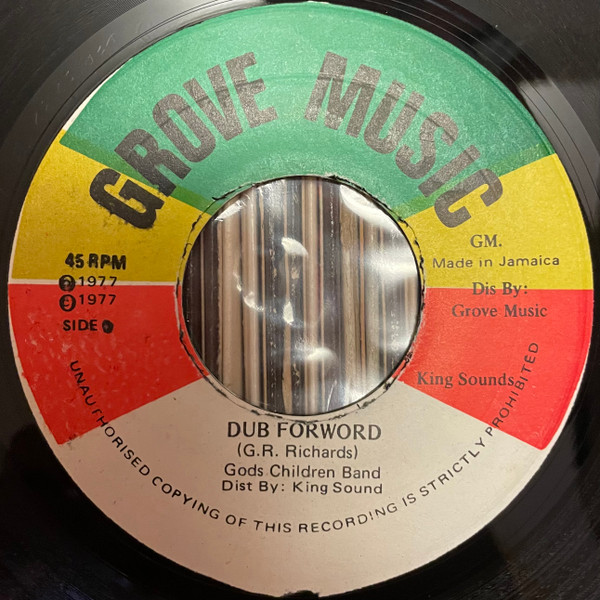 GROVE MUSIC
45 RPM
Ⓟ 1977
1977
SIDE
GM.
Made in Jamaica
Dis By:
Grove Music
King Sounds
DUB FORWORD
(G.R. Richards)
Gods Children Band
Dist By: King Sound
UNAUTHORISED COPYING OF THIS RECORDING IS STRICTLY PROHIBITED